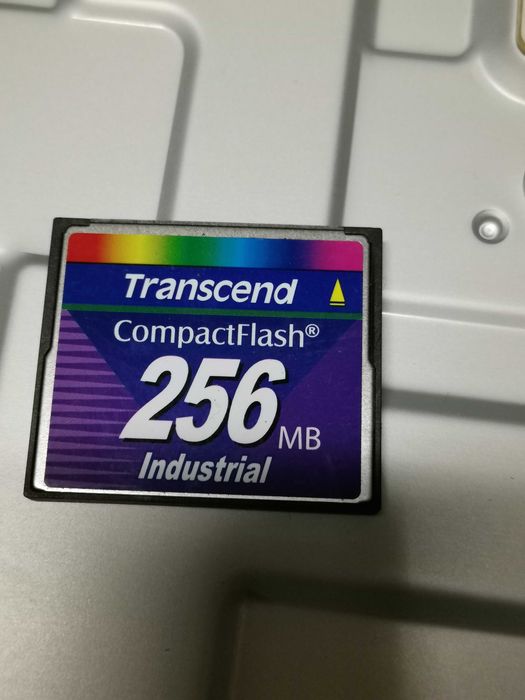 Transcend
CompactFlash®
256 MB
Industrial